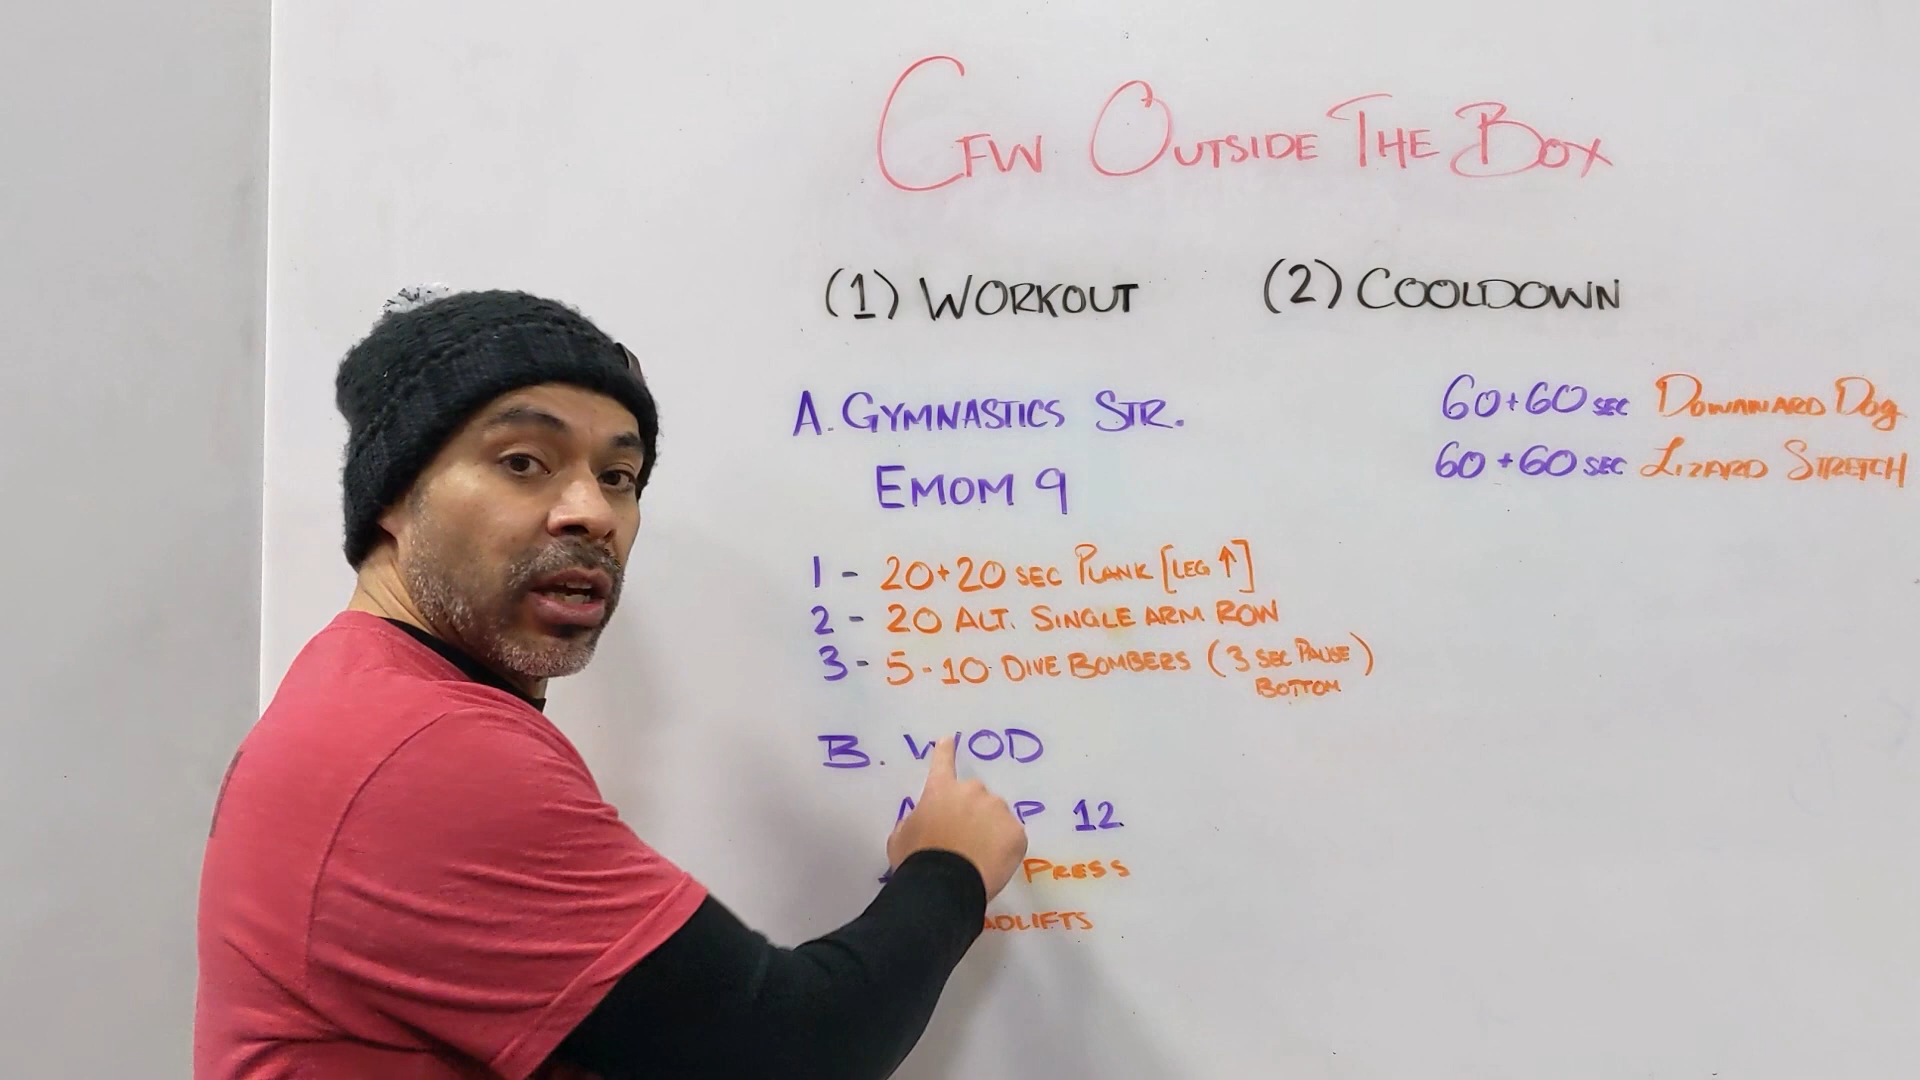 CFW OUTSIDE THE BOX
(1) WORKOUT
(2) COOLDOWN
A. GYMNASTICS STR.
EMOM 9
1 - 20+20 SEC PLANK [LEG ↑]
2 - 20 ALT. SINGLE ARM ROW
3 - 5-10 DIVE BOMBERS (3 SEC PAUSE)
BOTTOM
B. WOD
12
PRESS
60+60 SEC DOWNWARD DOG
60+60 SEC LIZARD STRETCH